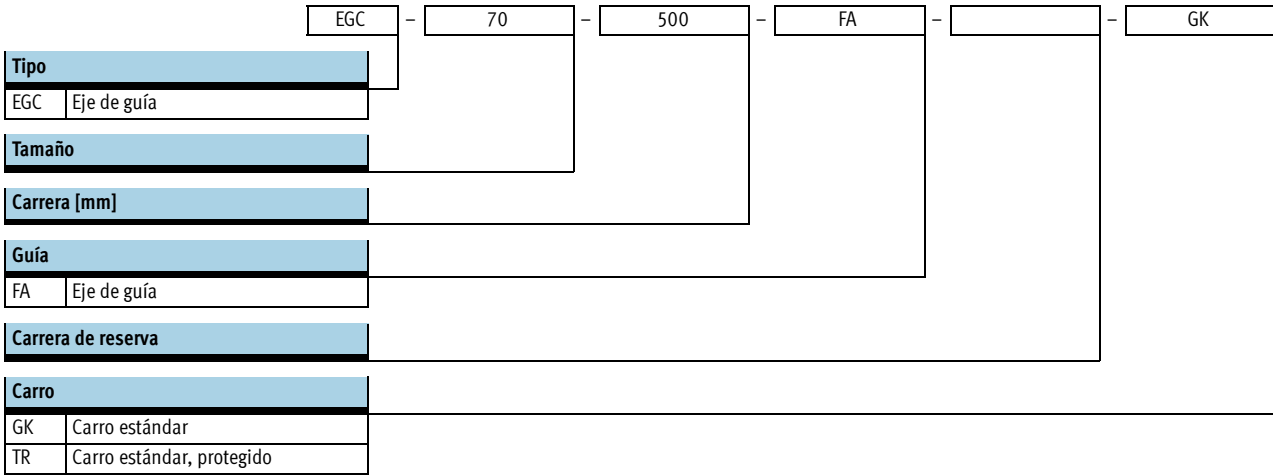 EGC – 70 – 500 – FA – – GK
Tipo
EGC Eje de guía
Tamaño
Carrera [mm]
Guía
FA Eje de guía
Carrera de reserva
Carro
GK Carro estándar
TR Carro estándar, protegido